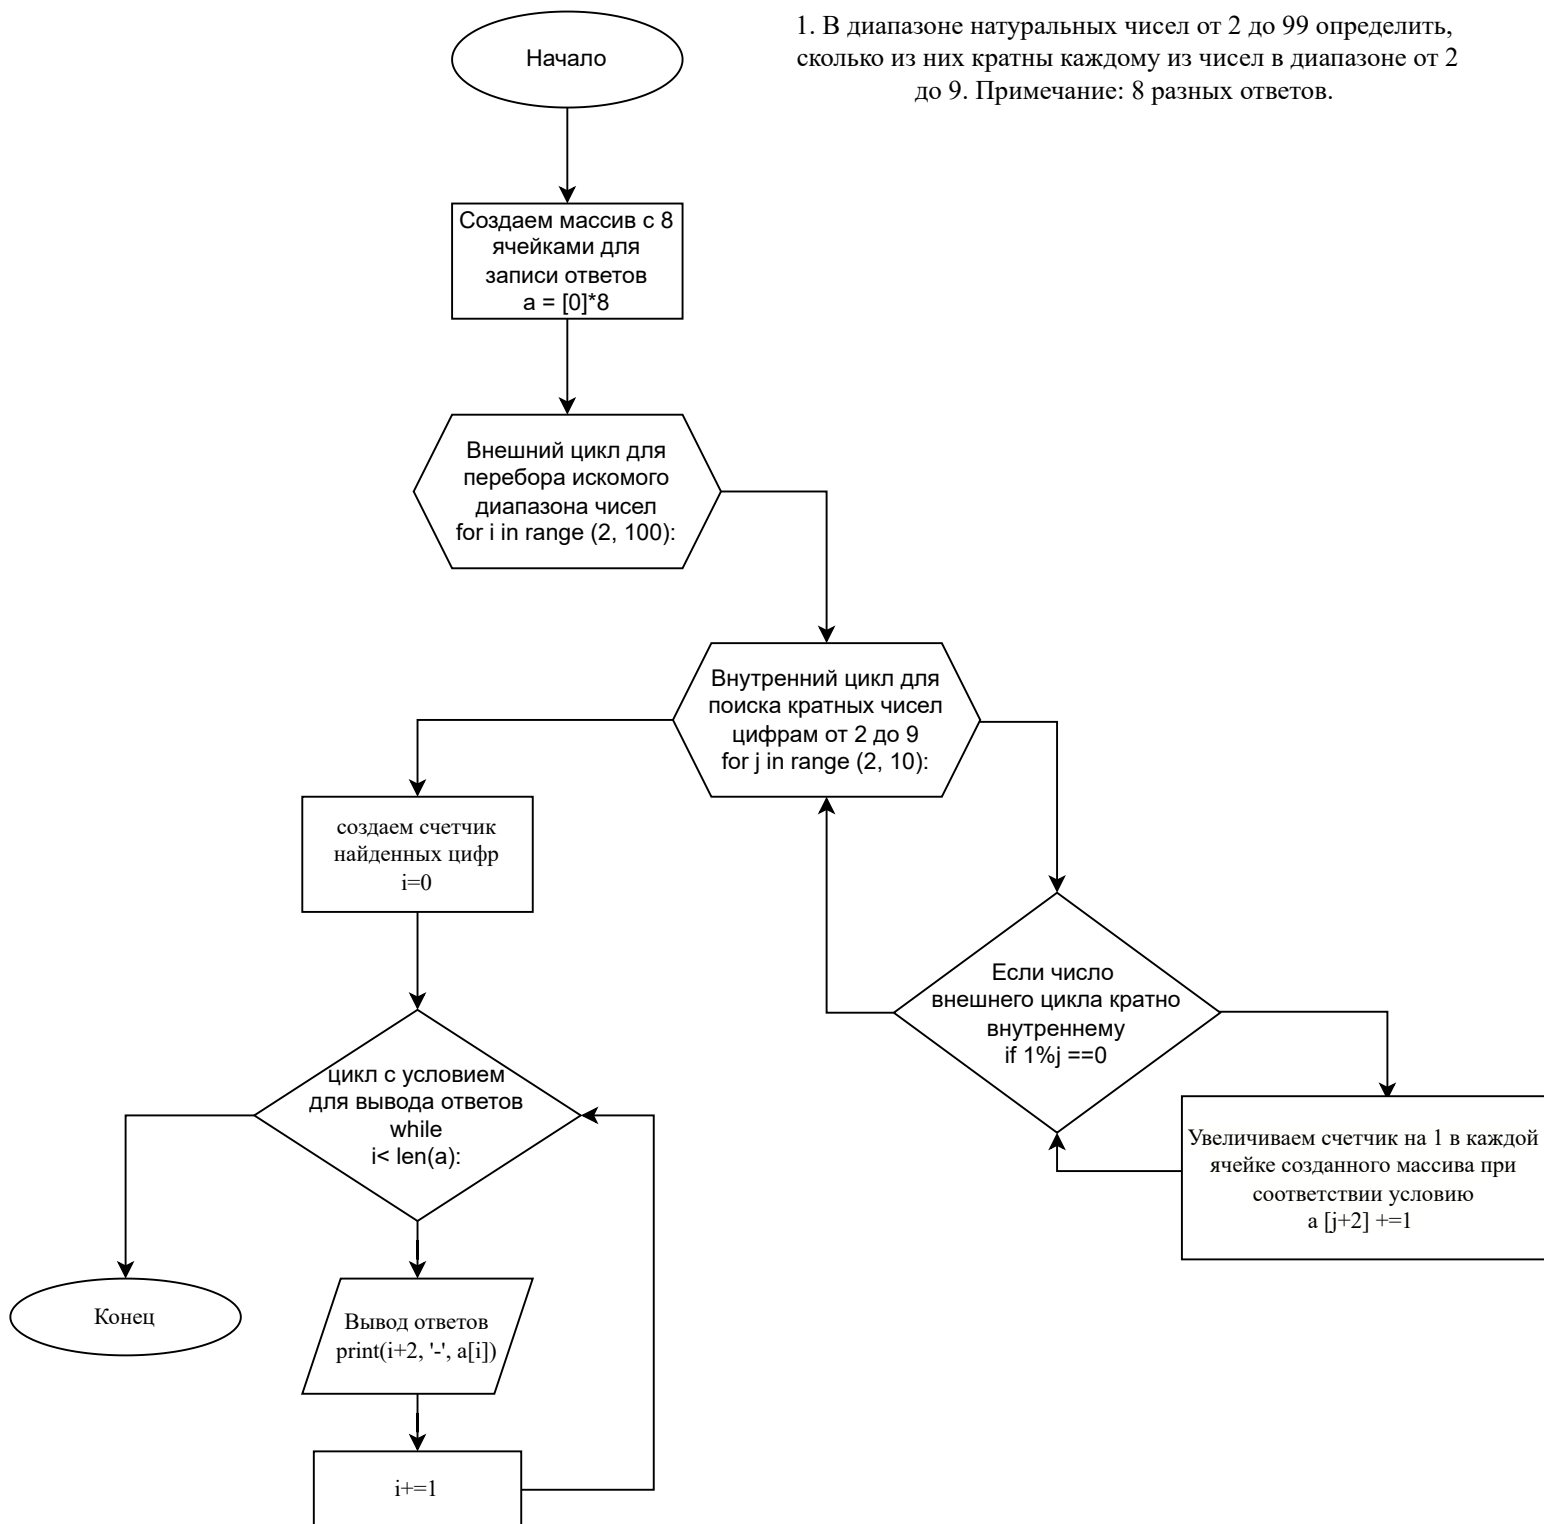 Начало
1. В диапазоне натуральных чисел от 2 до 99 определить,
сколько из них кратны каждому из чисел в диапазоне от 2
до 9. Примечание: 8 разных ответов.
Создаем массив с 8
ячейками для
записи ответов
a = [0]*8
Внешний цикл для
перебора искомого
диапазона чисел
for i in range (2, 100):
Внутренний цикл для
поиска кратных чисел
цифрам от 2 до 9
for j in range (2, 10):
создаем счетчик
найденных цифр
i=0
Если число
внешнего цикла кратно
внутреннему
if 1%j ==0
цикл с условием
для вывода ответов
while
i< len(a):
Увеличиваем счетчик на 1 в каждой
ячейке созданного массива при
соответствии условию
a [j+2] +=1
Конец
Вывод ответов
print(i+2, '-', a[i])
i+=1